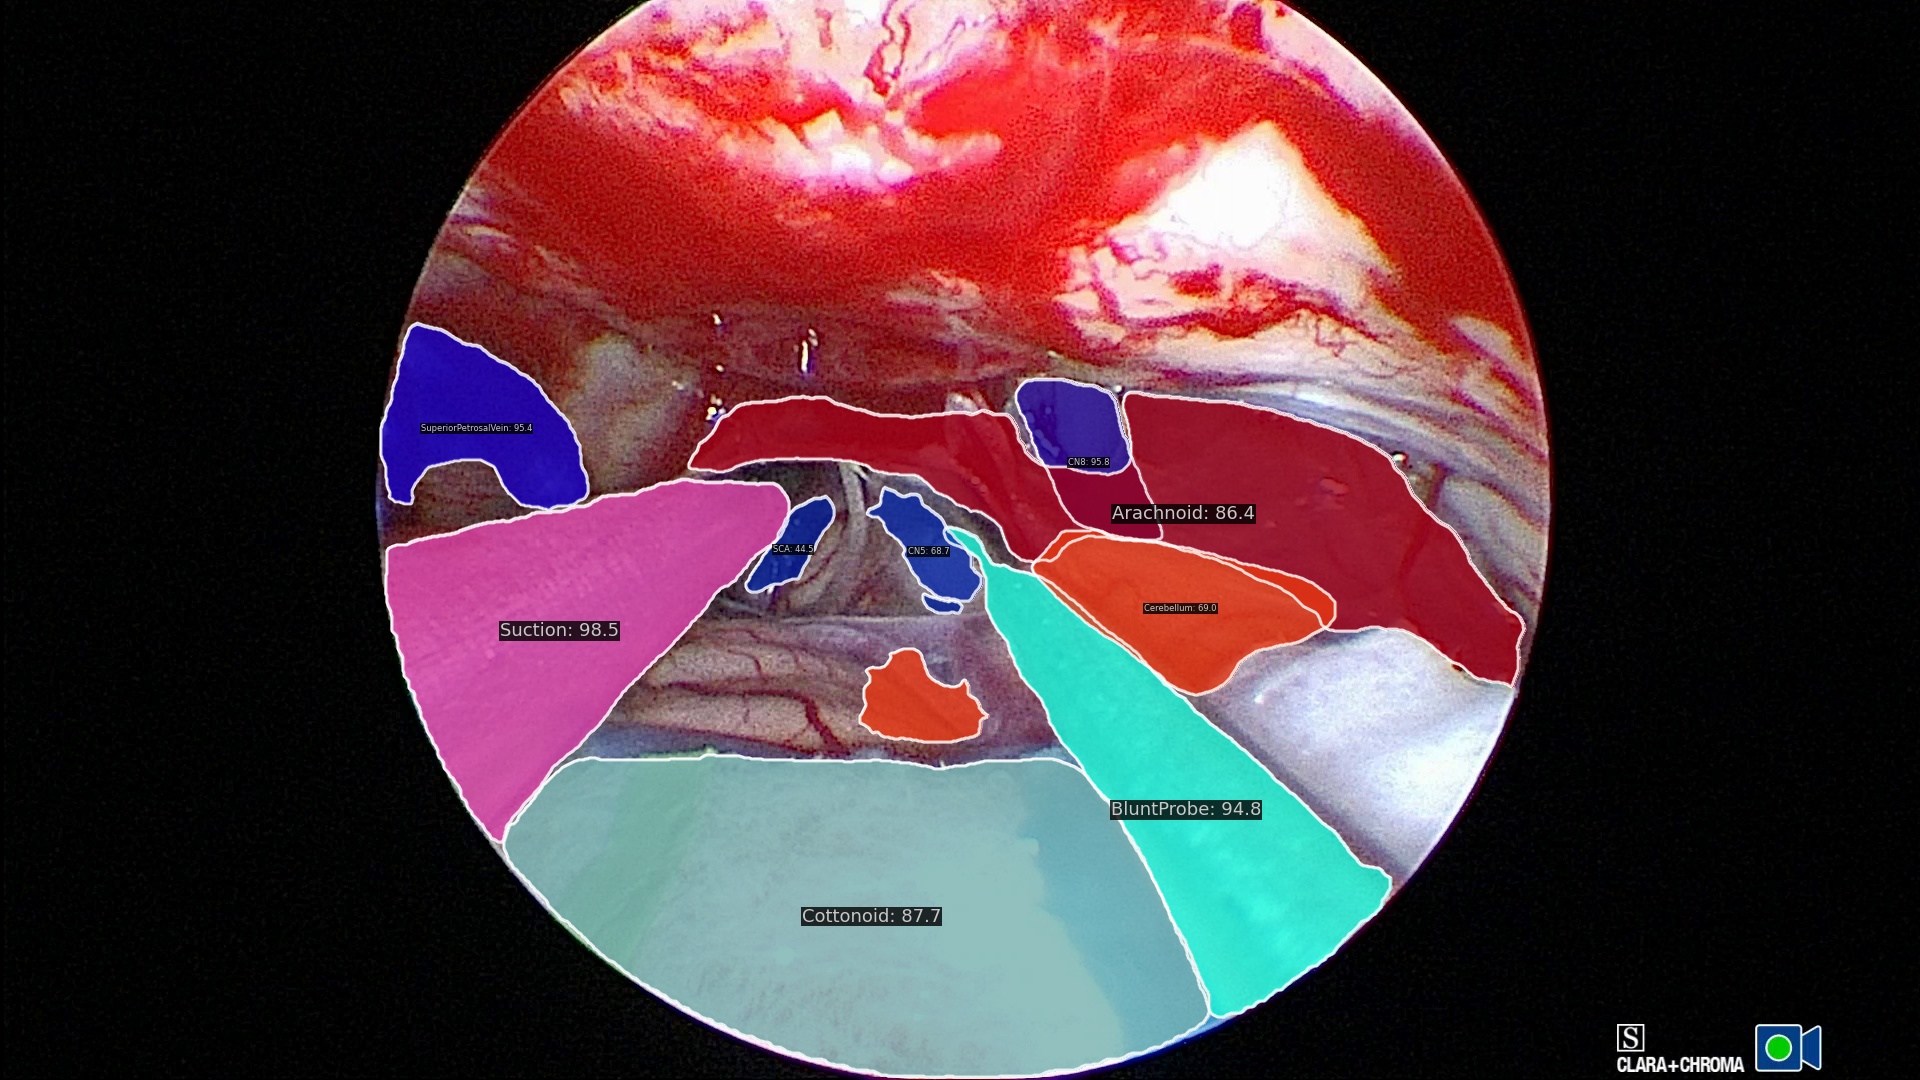 SuperiorPetrosalVein: 95.4
CN8: 95.8
Arachnoid: 86.4
SCA: 44.5
CN5: 68.7
Cerebellum: 69.0
Suction: 98.5
BluntProbe: 94.8
Cottonoid: 87.7
S
CLARA+CHROMA